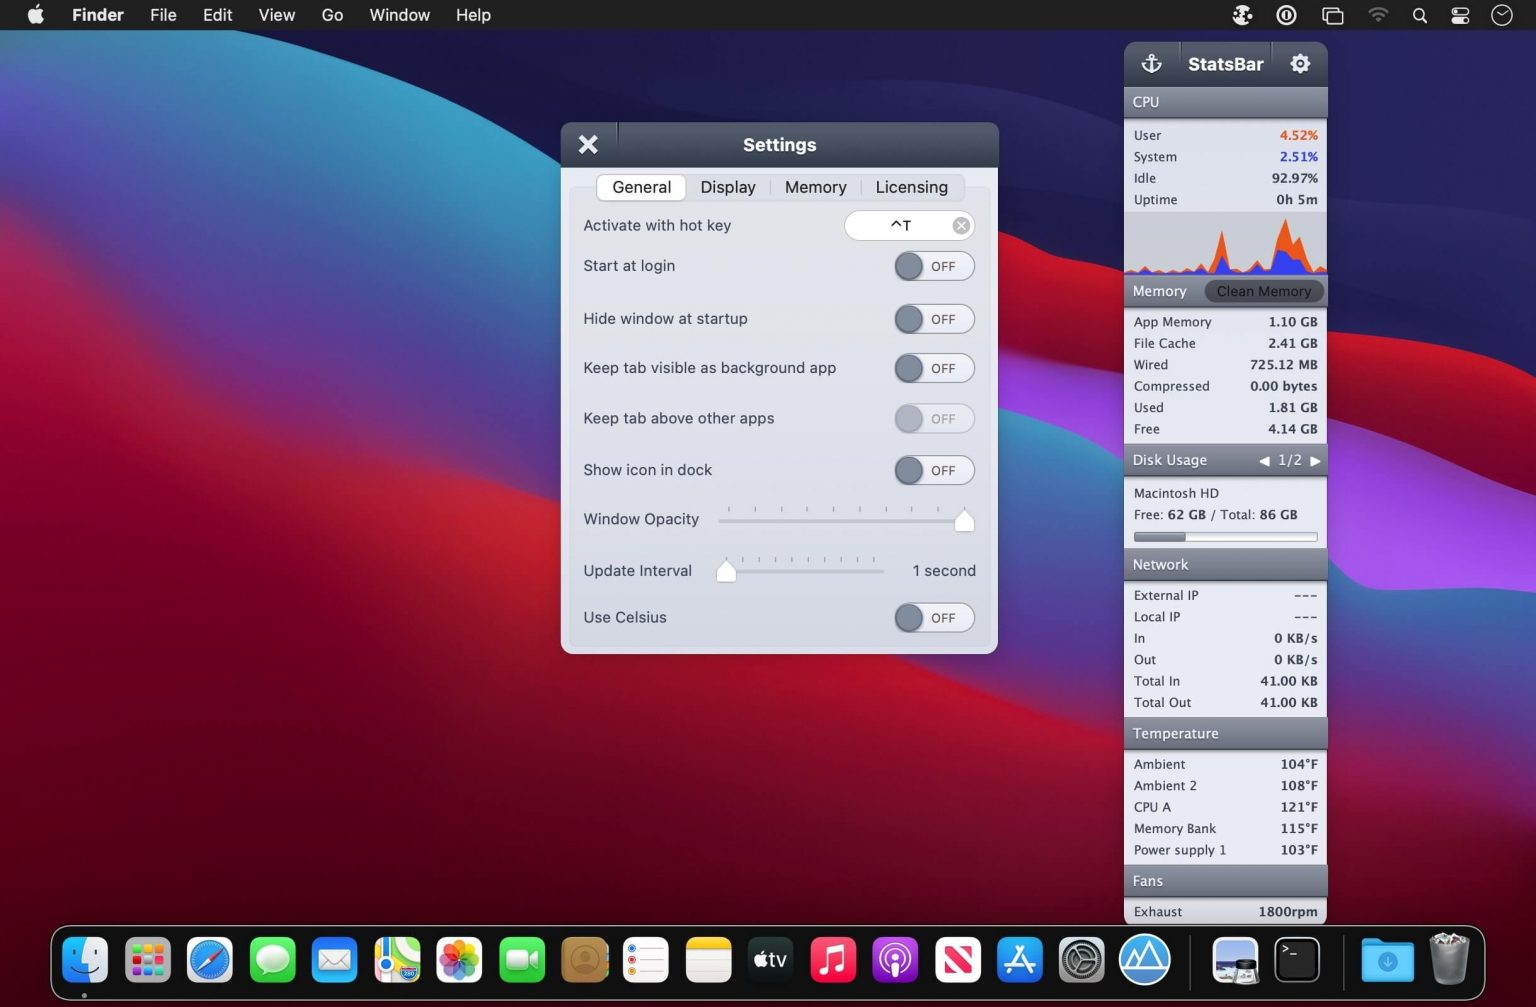 Finder File Edit View Go Window Help
StatsBar
CPU
User 4.52%
System 2.51%
Idle 92.97%
Uptime 0h 5m
Memory Clean Memory
App Memory 1.10 GB
File Cache 2.41 GB
Wired 725.12 MB
Compressed 0.00 bytes
Used 1.81 GB
Free 4.14 GB
Disk Usage ◀ 1/2 ▶
Macintosh HD
Free: 62 GB / Total: 86 GB
Network
External IP ---
Local IP ---
In 0 KB/s
Out 0 KB/s
Total In 41.00 KB
Total Out 41.00 KB
Temperature
Ambient 104°F
Ambient 2 108°F
CPU A 121°F
Memory Bank 115°F
Power supply 1 103°F
Fans
Exhaust 1800rpm
Settings
General Display Memory Licensing
Activate with hot key ^T
Start at login OFF
Hide window at startup OFF
Keep tab visible as background app OFF
Keep tab above other apps OFF
Show icon in dock OFF
Window Opacity
Update Interval 1 second
Use Celsius OFF
280
tv
>_